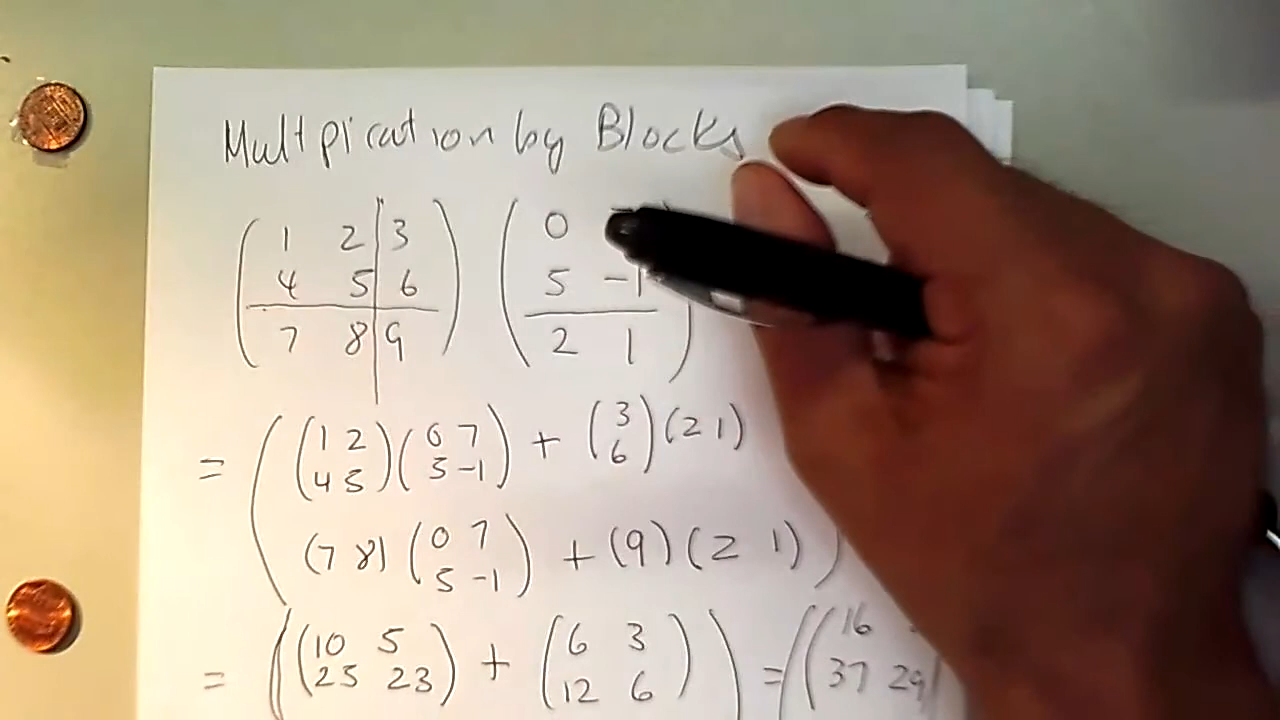 Multpication by Blocks
( 1 2 | 3 ) ( 0
4 5 | 6 5 -1
7 8 | 9 ) 2 1 )
= ( (1 2 4 5) (0 7 5 -1) + (3 6) (2 1)
(7 8) (0 7 5 -1) + (9) (2 1) )
= ( (10 5 25 23) + (6 3 12 6) ) = ( (16
37 29